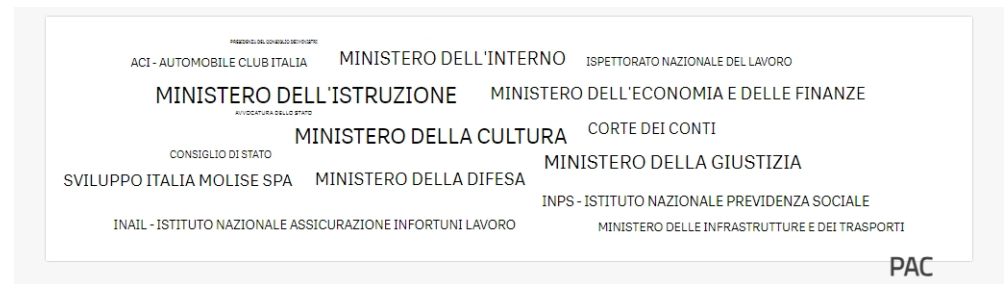 PRESIDENZA DEL CONSIGLIO DEI MINISTRI
ACI - AUTOMOBILE CLUB ITALIA
MINISTERO DELL'INTERNO
ISPETTORATO NAZIONALE DEL LAVORO
MINISTERO DELL'ISTRUZIONE
MINISTERO DELL'ECONOMIA E DELLE FINANZE
AVVOCATURA DELLO STATO
MINISTERO DELLA CULTURA
CORTE DEI CONTI
CONSIGLIO DI STATO
MINISTERO DELLA GIUSTIZIA
SVILUPPO ITALIA MOLISE SPA
MINISTERO DELLA DIFESA
INPS - ISTITUTO NAZIONALE PREVIDENZA SOCIALE
INAIL - ISTITUTO NAZIONALE ASSICURAZIONE INFORTUNI LAVORO
MINISTERO DELLE INFRASTRUTTURE E DEI TRASPORTI
PAC